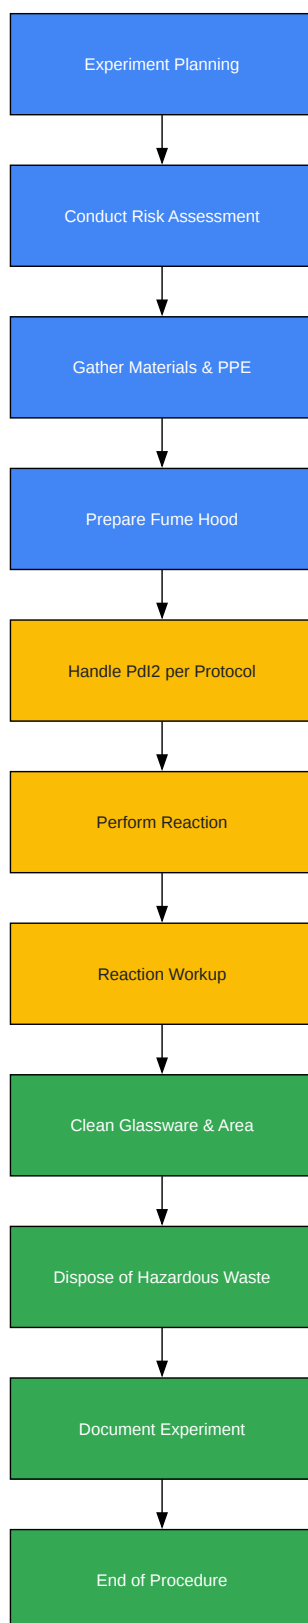 Experiment Planning
Conduct Risk Assessment
Gather Materials & PPE
Prepare Fume Hood
Handle PdI2 per Protocol
Perform Reaction
Reaction Workup
Clean Glassware & Area
Dispose of Hazardous Waste
Document Experiment
End of Procedure